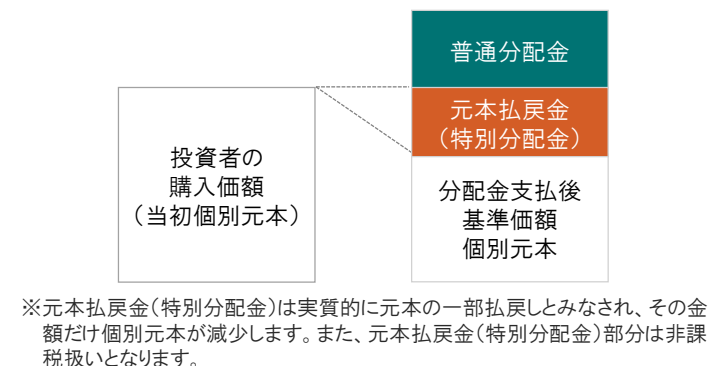 普通分配金
元本払戻金
（特別分配金）
投資者の
購入価額
（当初個別元本）
分配金支払後
基準価額
個別元本
※元本払戻金（特別分配金）は実質的に元本の一部払戻しとみなされ、その金
額だけ個別元本が減少します。また、元本払戻金（特別分配金）部分は非課
税扱いとなります。